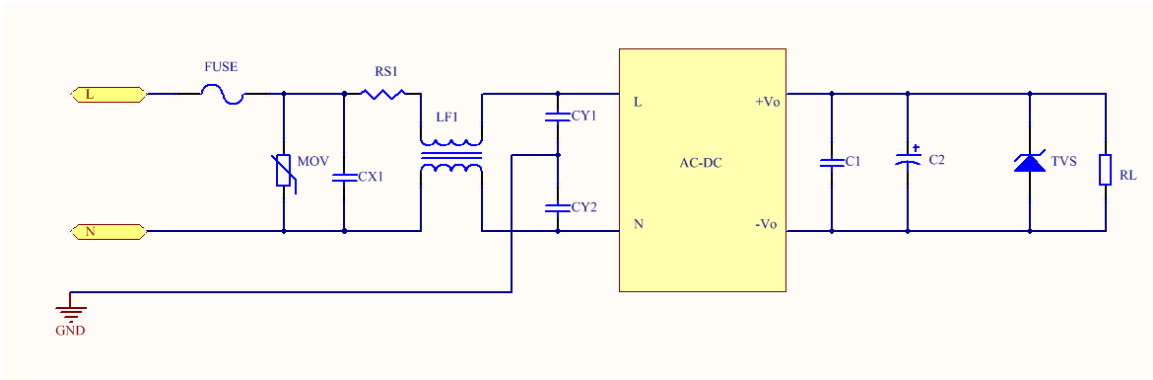 FUSE
RS1
L
LF1
L
+Vo
CY1
MOV
CX1
AC-DC
C1
+
C2
TVS
RL
CY2
N
N
-Vo
GND